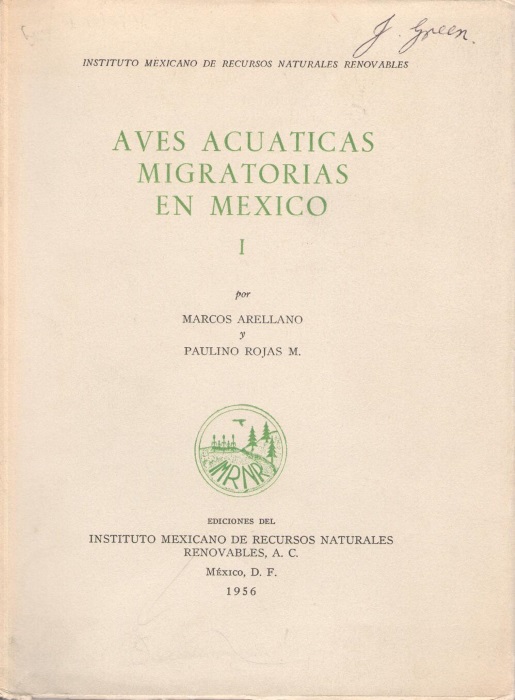 J. Green.
INSTITUTO MEXICANO DE RECURSOS NATURALES RENOVABLES
AVES ACUATICAS
MIGRATORIAS
EN MEXICO
I
por
MARCOS ARELLANO
y
PAULINO ROJAS M.
IMRNR
EDICIONES DEL
INSTITUTO MEXICANO DE RECURSOS NATURALES
RENOVABLES, A. C.
MÉXICO, D. F.
1956